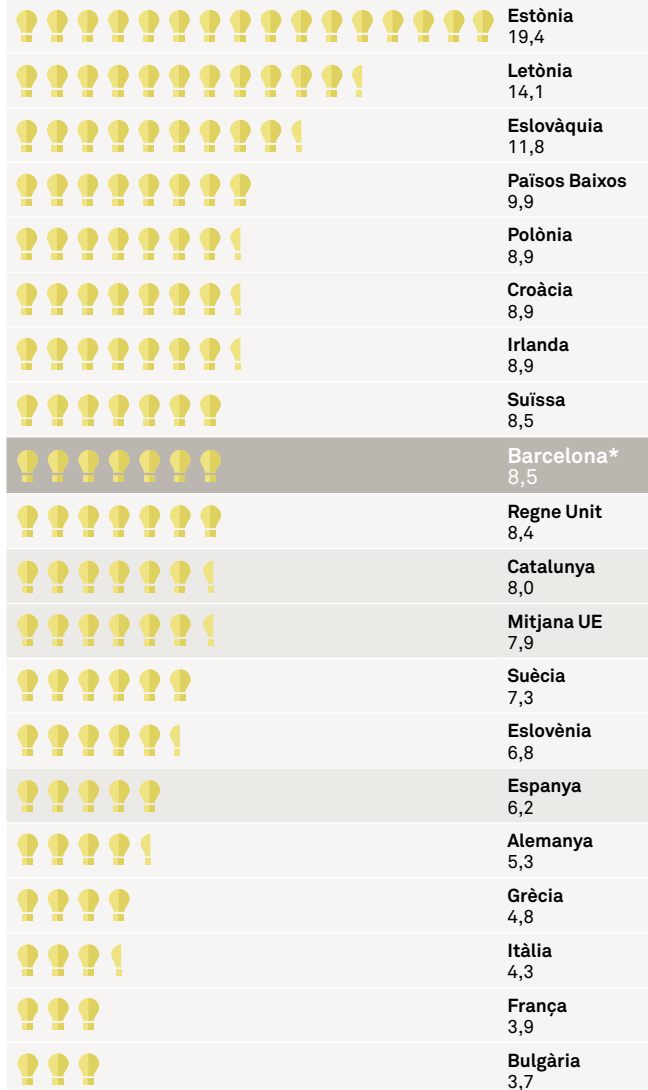 Estònia
19,4
Letònia
14,1
Eslovàquia
11,8
Països Baixos
9,9
Polònia
8,9
Croàcia
8,9
Irlanda
8,9
Suïssa
8,5
Barcelona*
8,5
Regne Unit
8,4
Catalunya
8,0
Mitjana UE
7,9
Suècia
7,3
Eslovènia
6,8
Espanya
6,2
Alemanya
5,3
Grècia
4,8
Itàlia
4,3
França
3,9
Bulgària
3,7